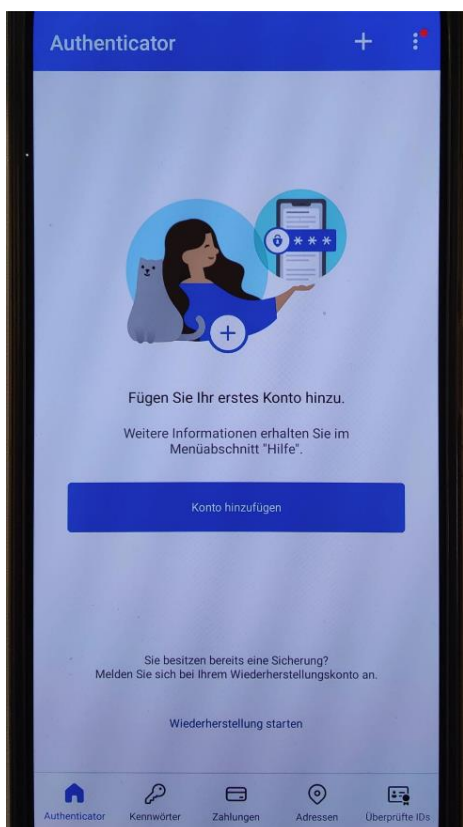 Authenticator
* * *
Fügen Sie Ihr erstes Konto hinzu.
Weitere Informationen erhalten Sie im
Menüabschnitt "Hilfe".
Konto hinzufügen
Sie besitzen bereits eine Sicherung?
Melden Sie sich bei Ihrem Wiederherstellungskonto an.
Wiederherstellung starten
Authenticator Kennwörter Zahlungen Adressen Überprüfte IDs